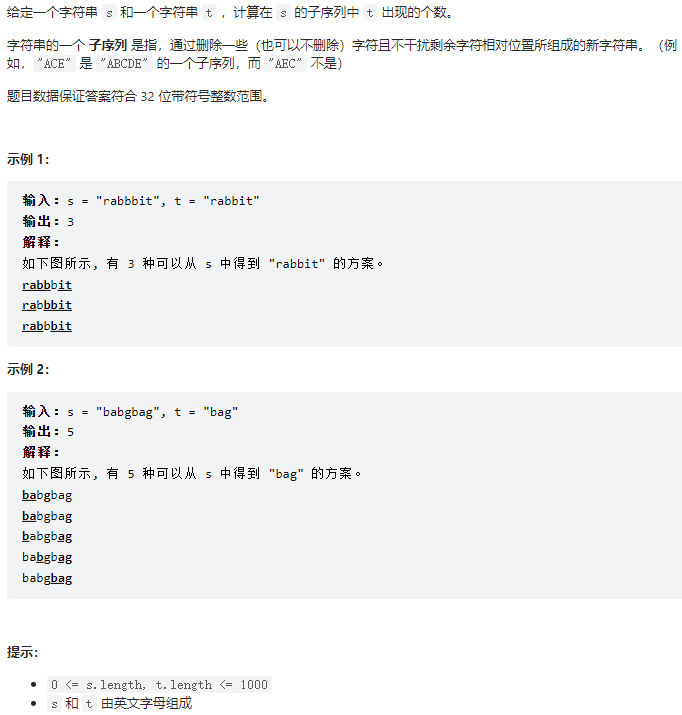 给定一个字符串 s 和一个字符串 t ，计算在 s 的子序列中 t 出现的个数。
字符串的一个 子序列 是指，通过删除一些（也可以不删除）字符且不干扰剩余字符相对位置所组成的新字符串。（例
如，"ACE" 是 "ABCDE" 的一个子序列，而 "AEC" 不是）
题目数据保证答案符合 32 位带符号整数范围。
示例 1：
输入：s = "rabbbit", t = "rabbit"
输出：3
解释：
如下图所示, 有 3 种可以从 s 中得到 "rabbit" 的方案。
rabbbit
rabbbit
rabbbit
示例 2：
输入：s = "babgbag", t = "bag"
输出：5
解释：
如下图所示, 有 5 种可以从 s 中得到 "bag" 的方案。
babgbag
babgbag
babgbag
babgbag
babgbag
提示：
• 0 <= s.length, t.length <= 1000
• s 和 t 由英文字母组成